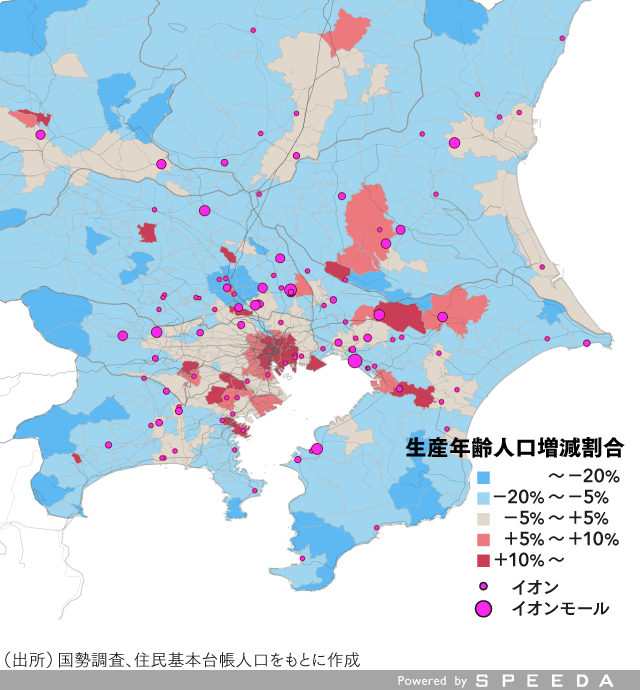 生産年齢人口増減割合
～－20%
－20%～－5%
－5%～＋5%
＋5%～＋10%
＋10%～
イオン
イオンモール
（出所）国勢調査、住民基本台帳人口をもとに作成
Powered by SPEEDA